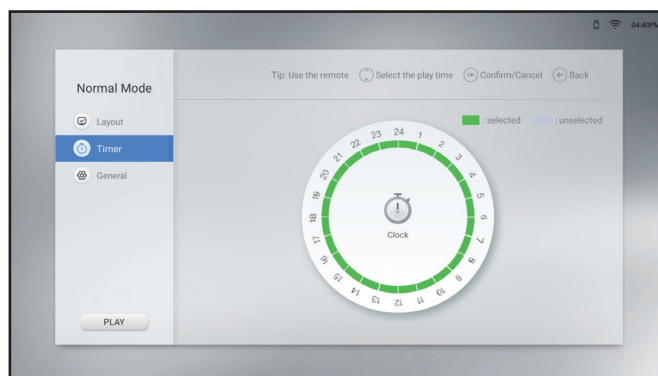 04:40PM
Normal Mode
Tip: Use the remote Select the play time OK Confirm/Cancel Back
Layout
: selected : unselected
Timer
General
24
1
2
3
4
5
6
7
8
9
10
11
12
13
14
15
16
17
18
19
20
21
22
23
Clock
PLAY